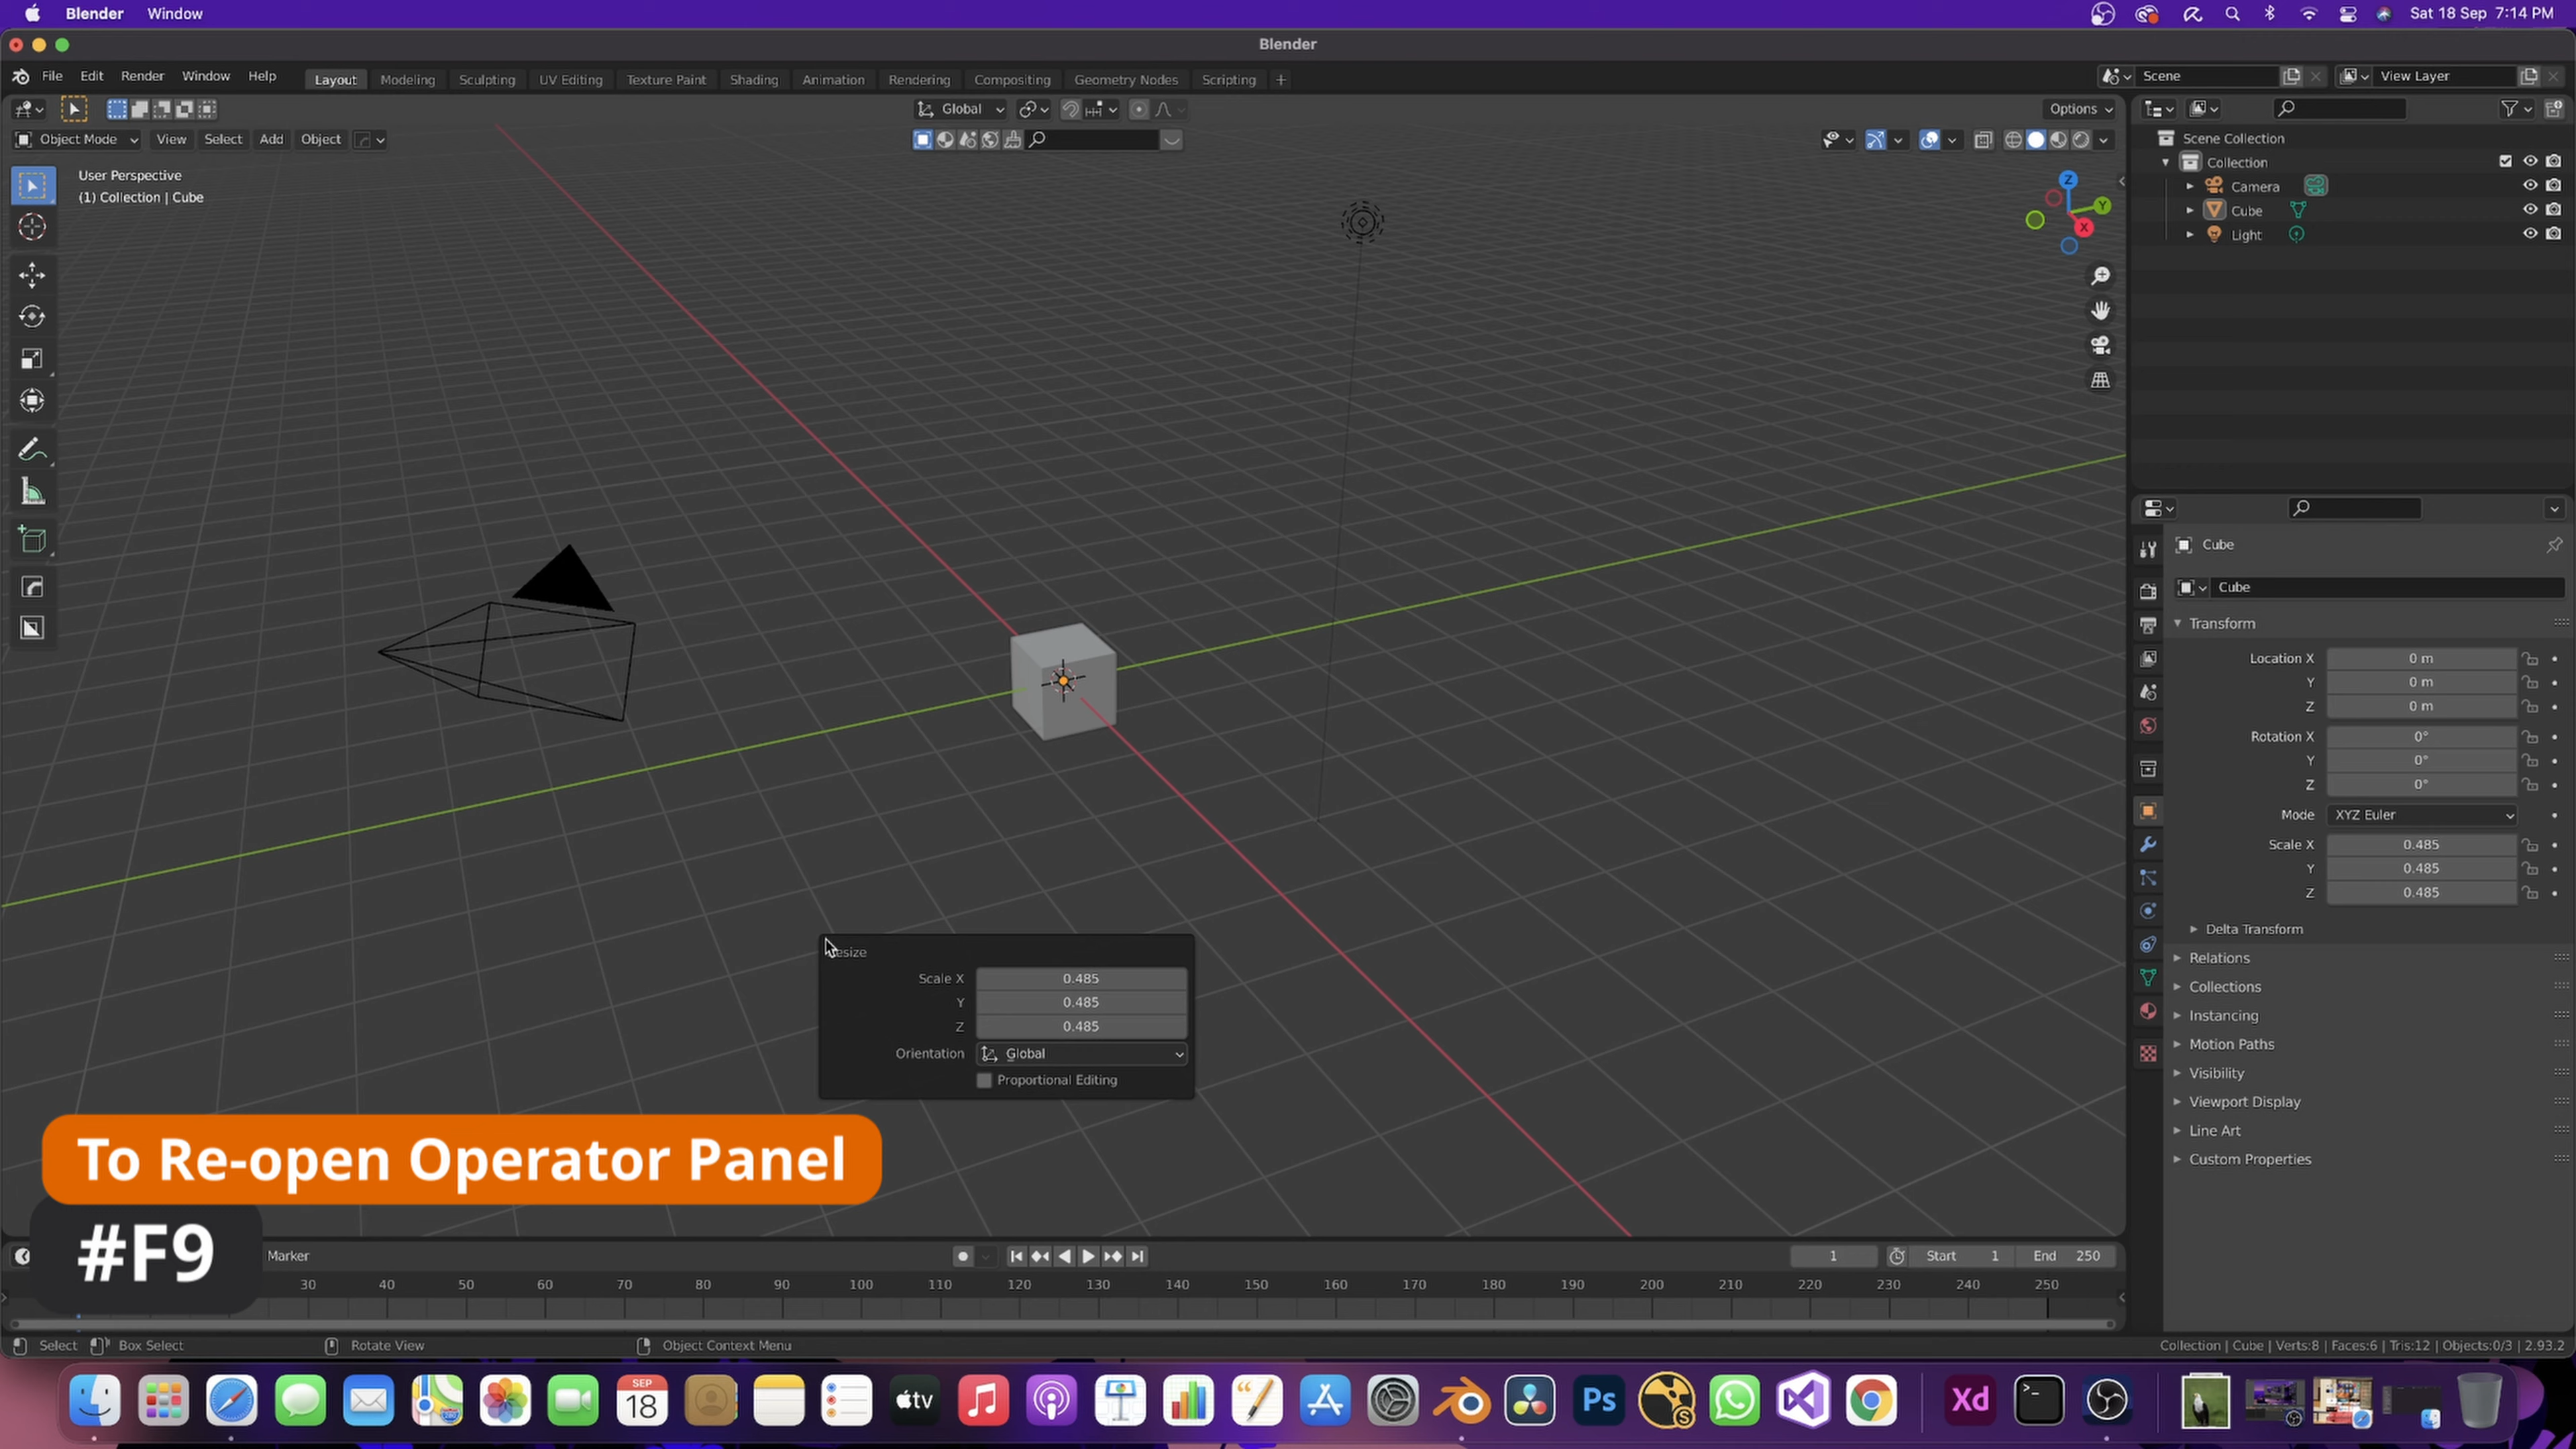 Blender Window Sat 18 Sep 7:14 PM
Blender
File Edit Render Window Help Layout Modeling Sculpting UV Editing Texture Paint Shading Animation Rendering Compositing Geometry Nodes Scripting + Scene View Layer
Global Options
Object Mode View Select Add Object
User Perspective
(1) Collection | Cube
Z
Y
X
Scene Collection
Collection
Camera
Cube
Light
Cube
Cube
Transform
Location X 0 m
Y 0 m
Z 0 m
Rotation X 0°
Y 0°
Z 0°
Mode XYZ Euler
Scale X 0.485
Y 0.485
Z 0.485
Delta Transform
Relations
Collections
Instancing
Motion Paths
Visibility
Viewport Display
Line Art
Custom Properties
esize
Scale X 0.485
Y 0.485
Z 0.485
Orientation Global
Proportional Editing
To Re-open Operator Panel
#F9
Marker 1 Start 1 End 250
30 40 50 60 70 80 90 100 110 120 130 140 150 160 170 180 190 200 210 220 230 240 250
Select Box Select Rotate View Object Context Menu Collection | Cube | Verts:8 | Faces:6 | Tris:12 | Objects:0/3 | 2.93.2
SEP
18
tv
Ps
S
Xd